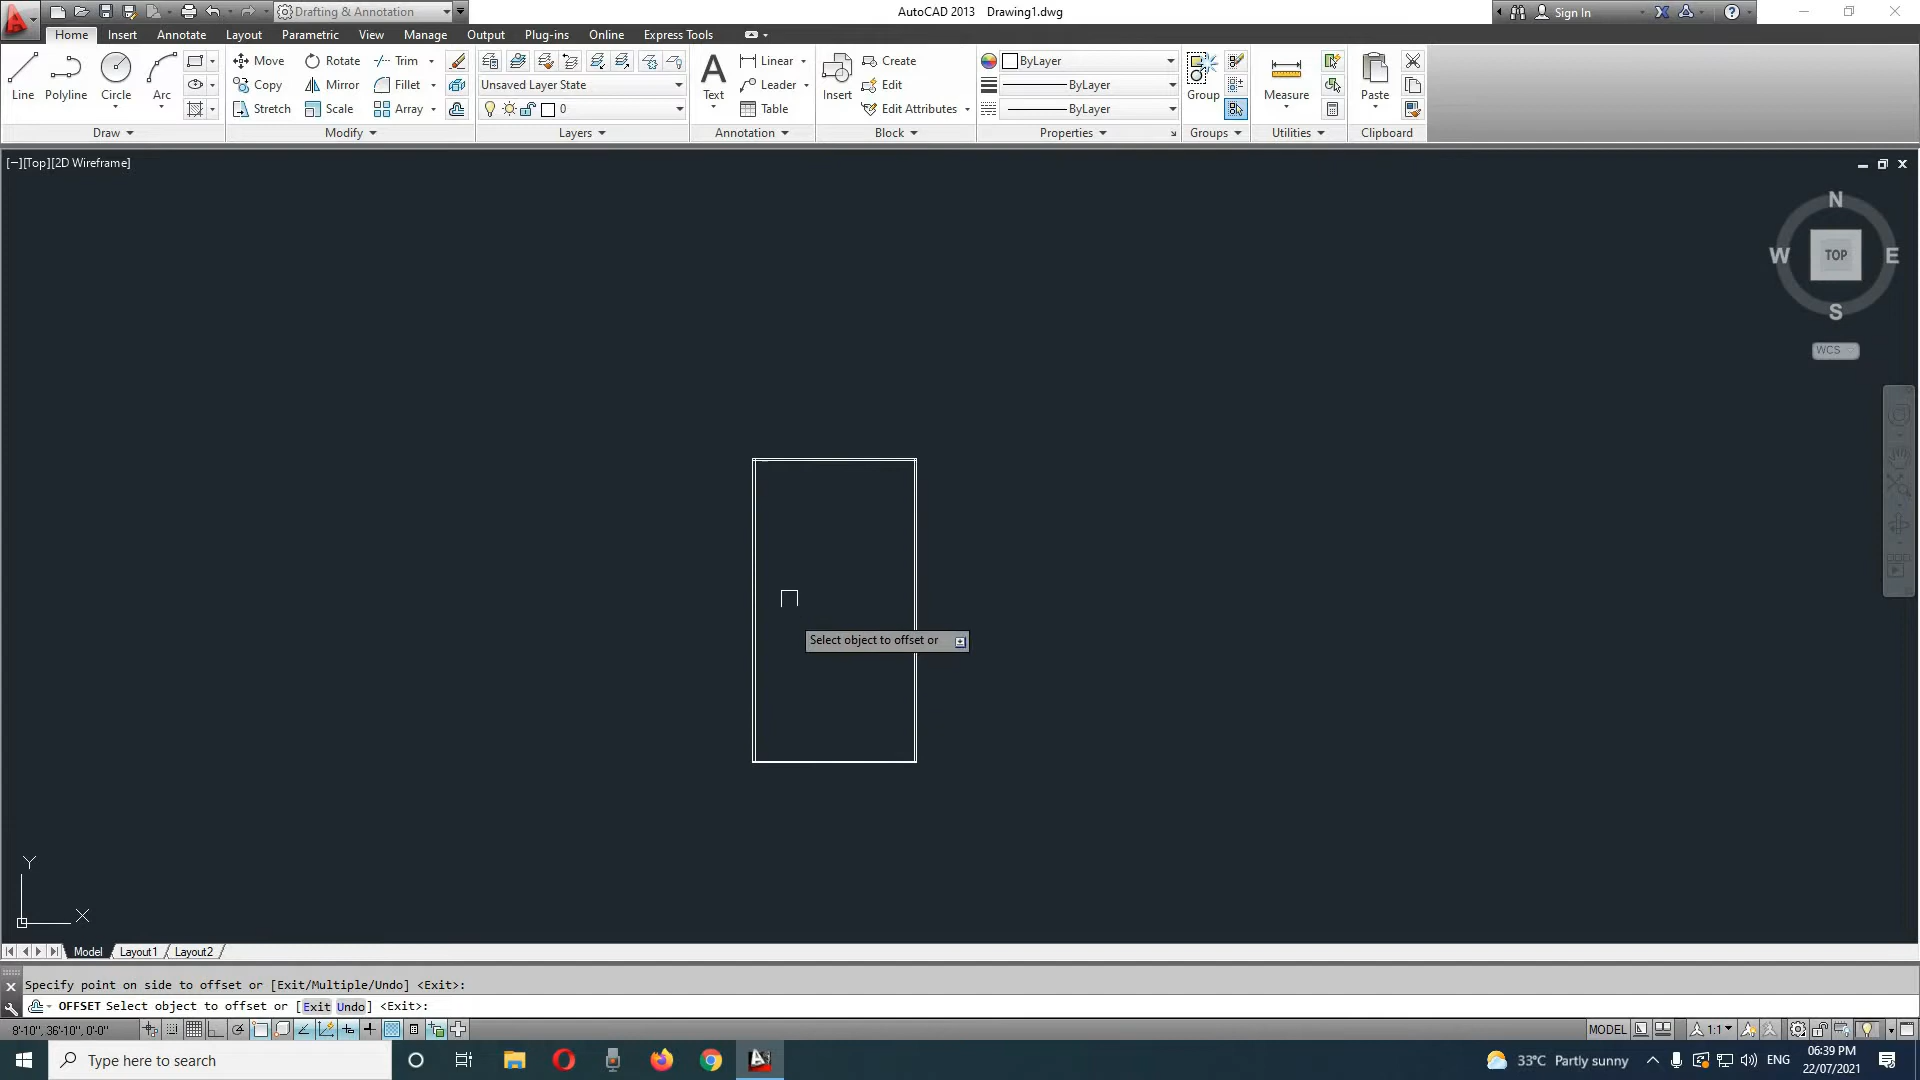 Drafting & Annotation
AutoCAD 2013 Drawing1.dwg
Sign In
Home Insert Annotate Layout Parametric View Manage Output Plug-ins Online Express Tools
Line Polyline Circle Arc
Move Rotate Trim
Copy Mirror Fillet
Stretch Scale Array
Unsaved Layer State
0
Text
Linear
Leader
Table
Insert
Create
Edit
Edit Attributes
ByLayer
ByLayer
ByLayer
Group
Measure
Paste
Draw Modify Layers Annotation Block Properties Groups Utilities Clipboard
[−][Top][2D Wireframe]
N
W TOP E
S
WCS
Select object to offset or
Y
X
Model Layout1 Layout2
Specify point on side to offset or [Exit/Multiple/Undo] <Exit>:
OFFSET Select object to offset or [Exit Undo] <Exit>:
8'-10", 36'-10", 0'-0"
MODEL
1:1
Type here to search
33°C Partly sunny
ENG
06:39 PM
22/07/2021